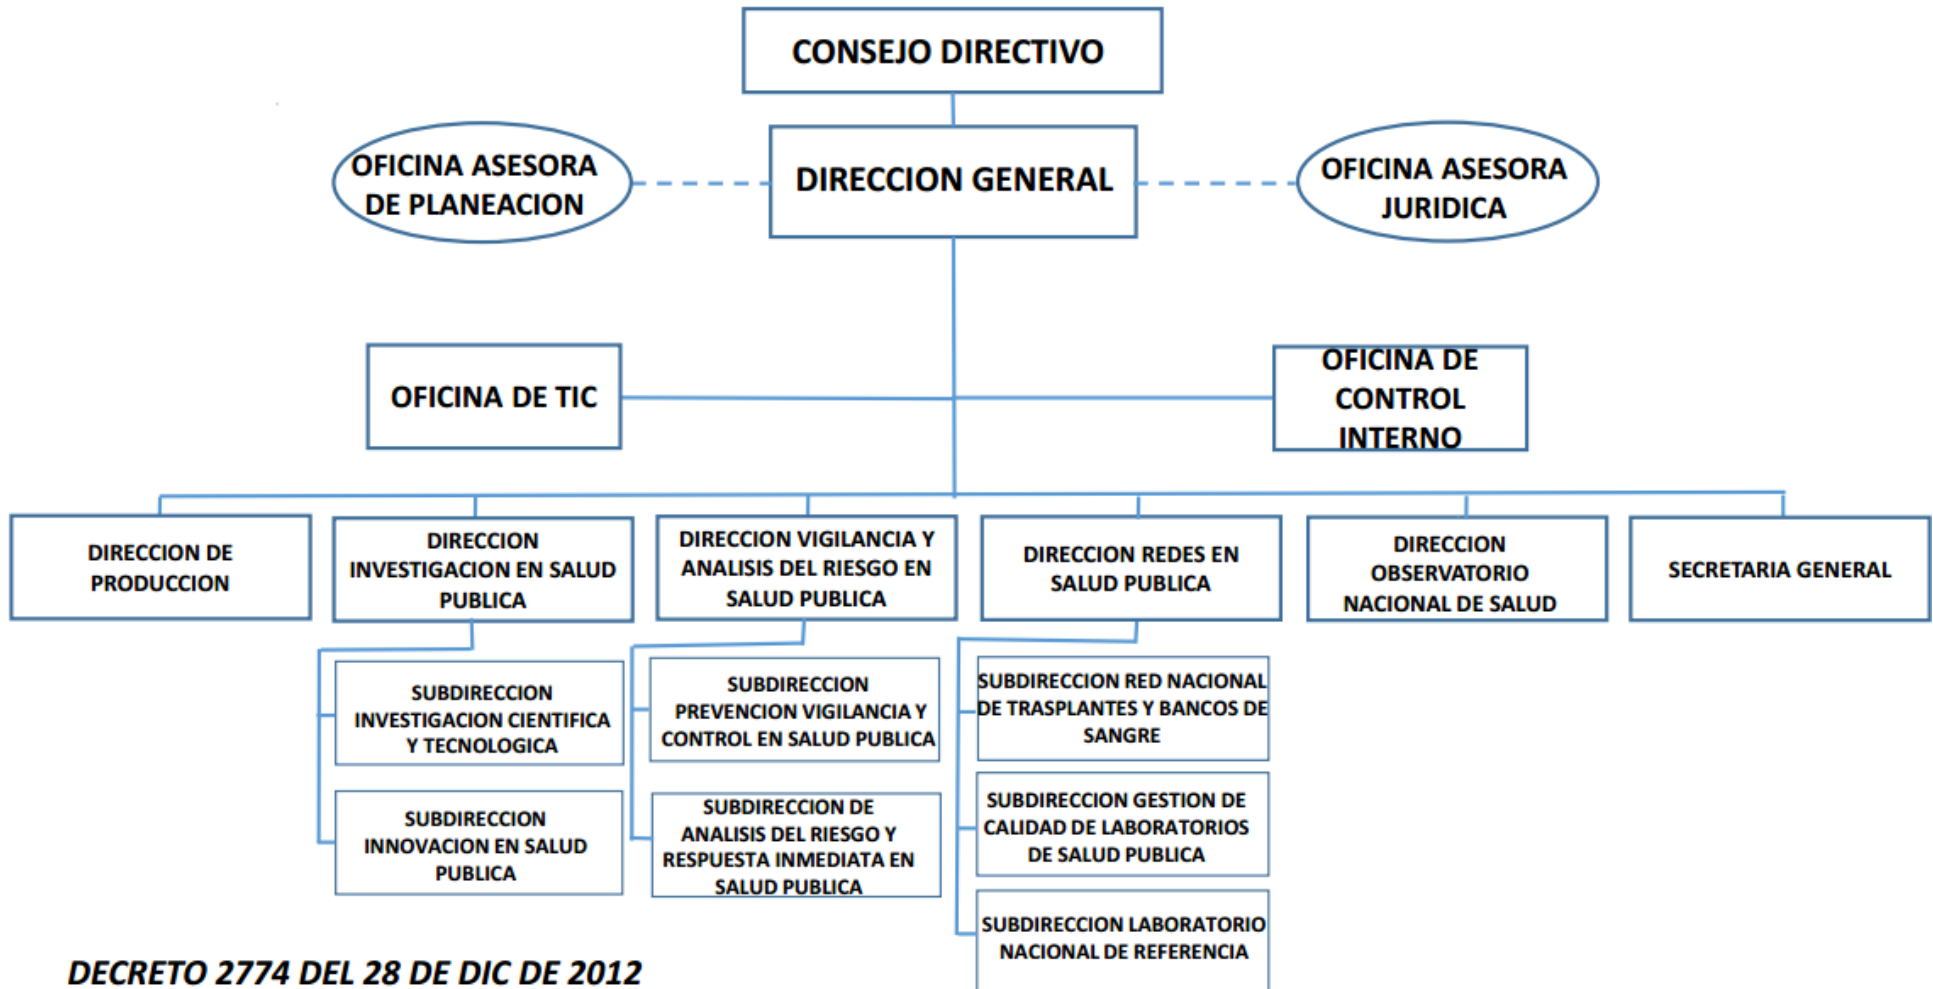 CONSEJO DIRECTIVO
OFICINA ASESORA
DE PLANEACION
DIRECCION GENERAL
OFICINA ASESORA
JURIDICA
OFICINA DE TIC
OFICINA DE
CONTROL
INTERNO
DIRECCION DE
PRODUCCION
DIRECCION
INVESTIGACION EN SALUD
PUBLICA
DIRECCION VIGILANCIA Y
ANALISIS DEL RIESGO EN
SALUD PUBLICA
DIRECCION REDES EN
SALUD PUBLICA
DIRECCION
OBSERVATORIO
NACIONAL DE SALUD
SECRETARIA GENERAL
SUBDIRECCION
INVESTIGACION CIENTIFICA
Y TECNOLOGICA
SUBDIRECCION
INNOVACION EN SALUD
PUBLICA
SUBDIRECCION
PREVENCION VIGILANCIA Y
CONTROL EN SALUD PUBLICA
SUBDIRECCION DE
ANALISIS DEL RIESGO Y
RESPUESTA INMEDIATA EN
SALUD PUBLICA
SUBDIRECCION RED NACIONAL
DE TRASPLANTES Y BANCOS DE
SANGRE
SUBDIRECCION GESTION DE
CALIDAD DE LABORATORIOS
DE SALUD PUBLICA
SUBDIRECCION LABORATORIO
NACIONAL DE REFERENCIA
DECRETO 2774 DEL 28 DE DIC DE 2012